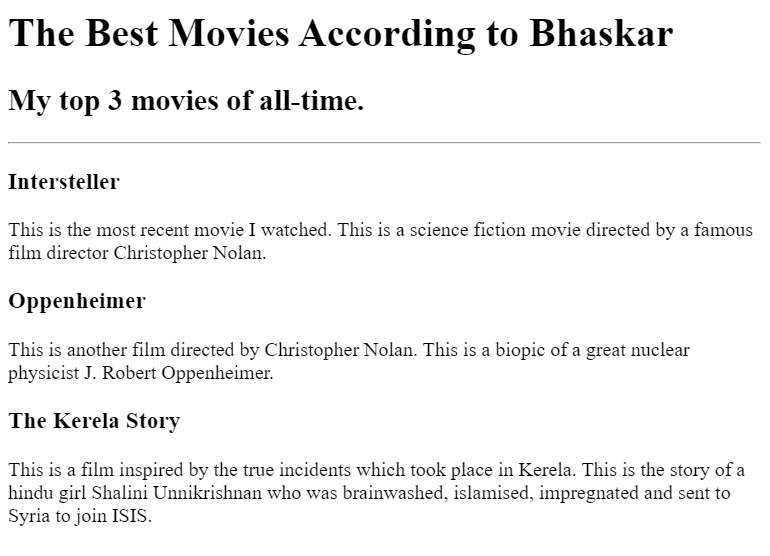 The Best Movies According to Bhaskar
My top 3 movies of all-time.
Intersteller
This is the most recent movie I watched. This is a science fiction movie directed by a famous
film director Christopher Nolan.
Oppenheimer
This is another film directed by Christopher Nolan. This is a biopic of a great nuclear
physicist J. Robert Oppenheimer.
The Kerela Story
This is a film inspired by the true incidents which took place in Kerela. This is the story of a
hindu girl Shalini Unnikrishnan who was brainwashed, islamised, impregnated and sent to
Syria to join ISIS.